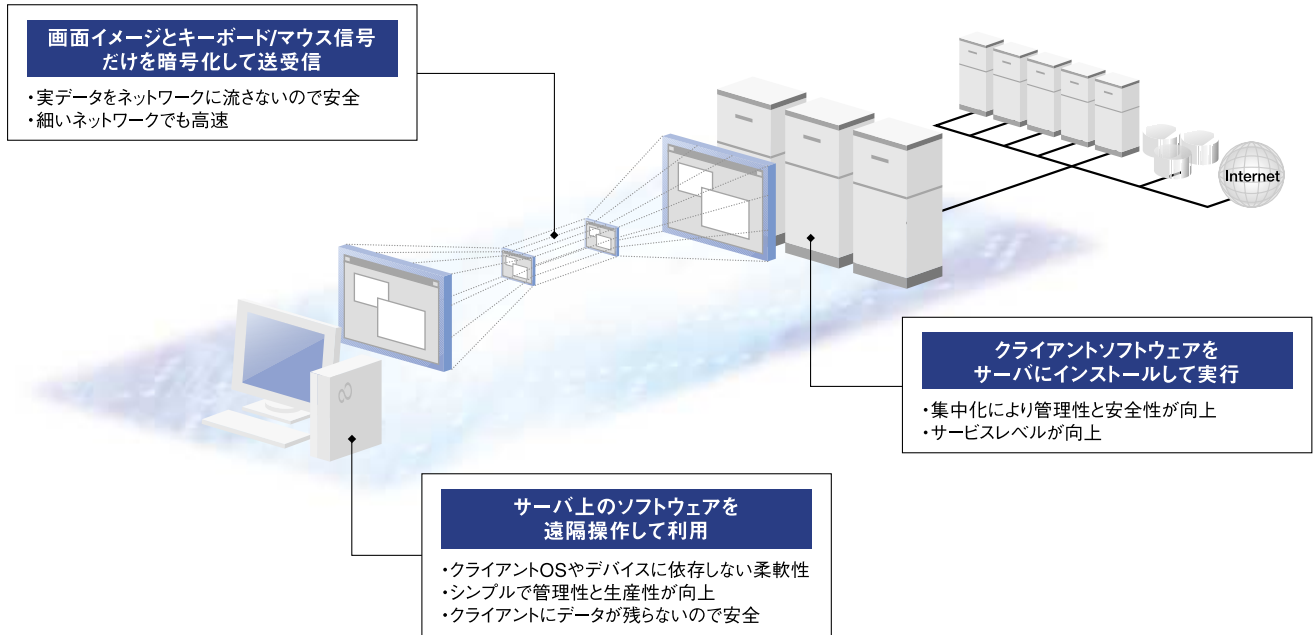 画面イメージとキーボード/マウス信号
だけを暗号化して送受信
・実データをネットワークに流さないので安全
・細いネットワークでも高速
Internet
クライアントソフトウェアを
サーバにインストールして実行
・集中化により管理性と安全性が向上
・サービスレベルが向上
サーバ上のソフトウェアを
遠隔操作して利用
・クライアントOSやデバイスに依存しない柔軟性
・シンプルで管理性と生産性が向上
・クライアントにデータが残らないので安全